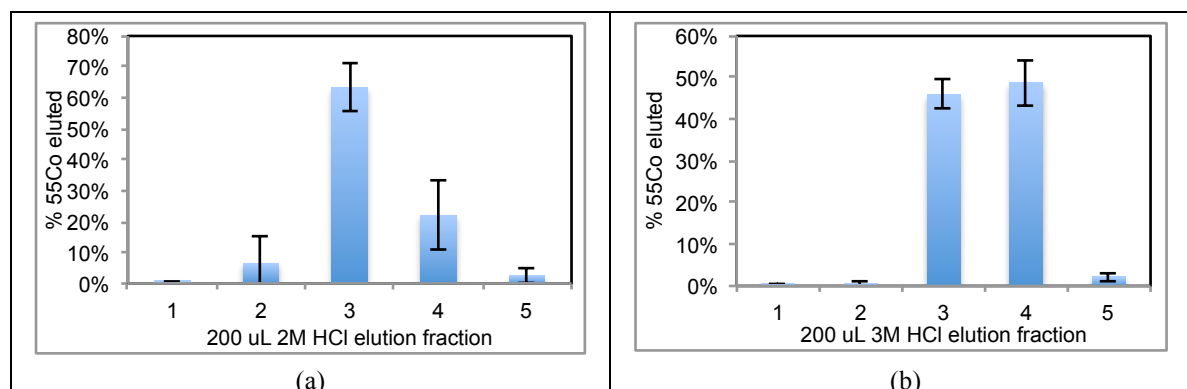 80%
70%
60%
50%
40%
30%
20%
10%
0%
% 55Co eluted
1 2 3 4 5
200 uL 2M HCl elution fraction
(a)
60%
50%
40%
30%
20%
10%
0%
% 55Co eluted
1 2 3 4 5
200 uL 3M HCl elution fraction
(b)